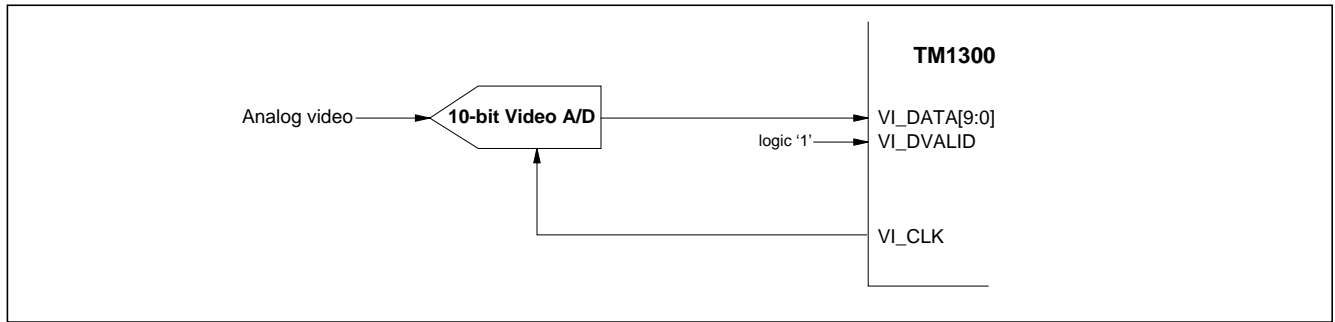 TM1300
Analog video
10-bit Video A/D
VI_DATA[9:0]
logic ‘1’
VI_DVALID
VI_CLK